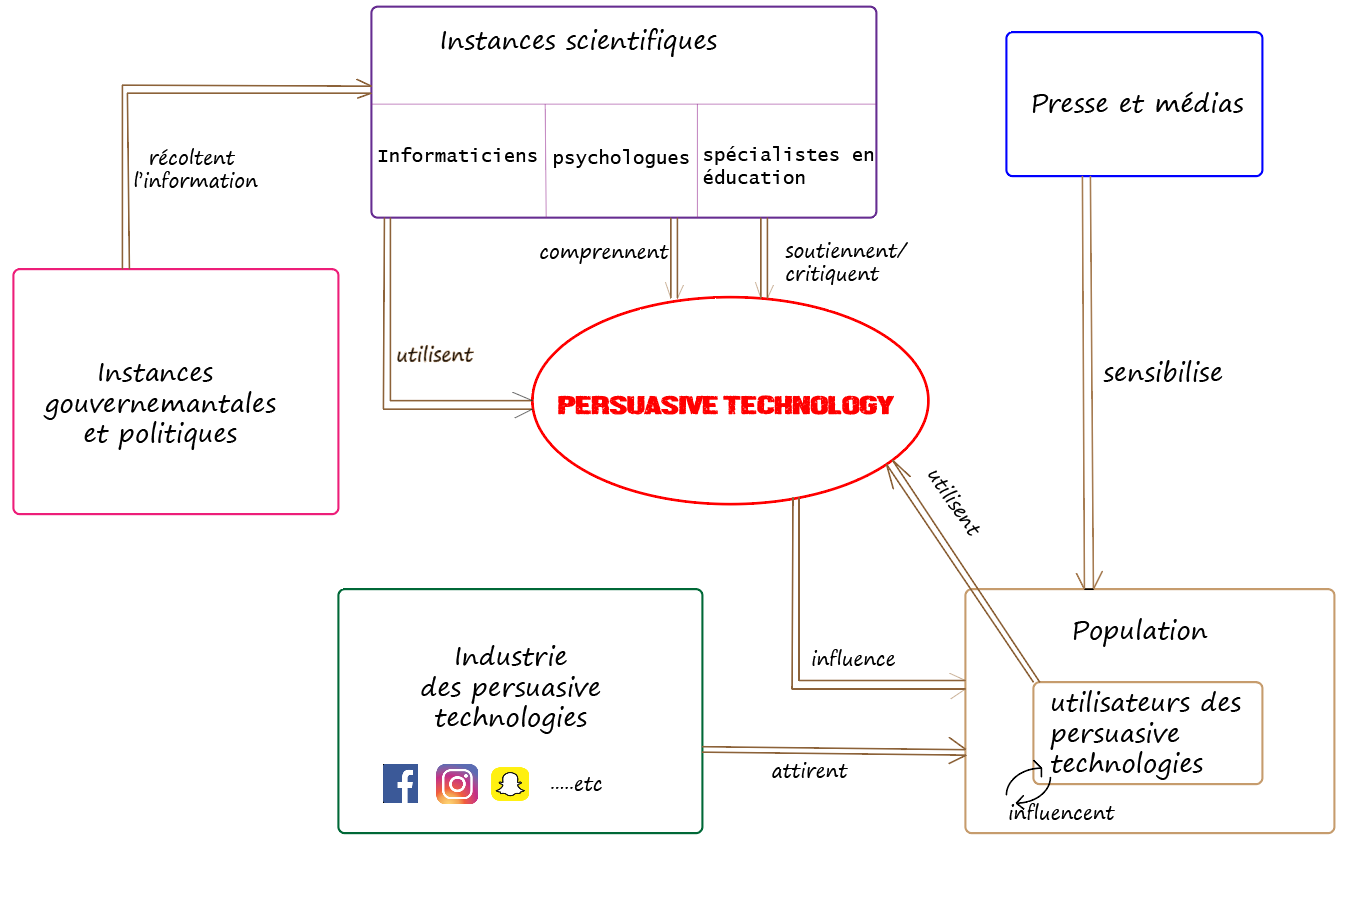 Instances scientifiques
Presse et médias
Informaticiens
psychologues
spécialistes en
éducation
récoltent
l'information
comprennent
soutiennent/
critiquent
utilisent
Instances
gouvernemantales
et politiques
PERSUASIVE TECHNOLOGY
sensibilise
utilisent
Population
influence
Industrie
des persuasive
technologies
utilisateurs des
persuasive
technologies
attirent
.....etc
influencent